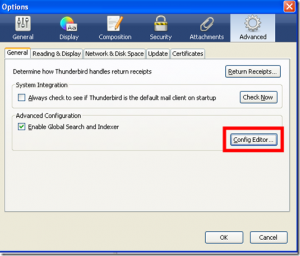 Options
General Display Composition Security Attachments Advanced
General Reading & Display Network & Disk Space Update Certificates
Determine how Thunderbird handles return receipts Return Receipts...
System Integration
Always check to see if Thunderbird is the default mail client on startup Check Now
Advanced Configuration
Enable Global Search and Indexer
Config Editor...
OK Cancel